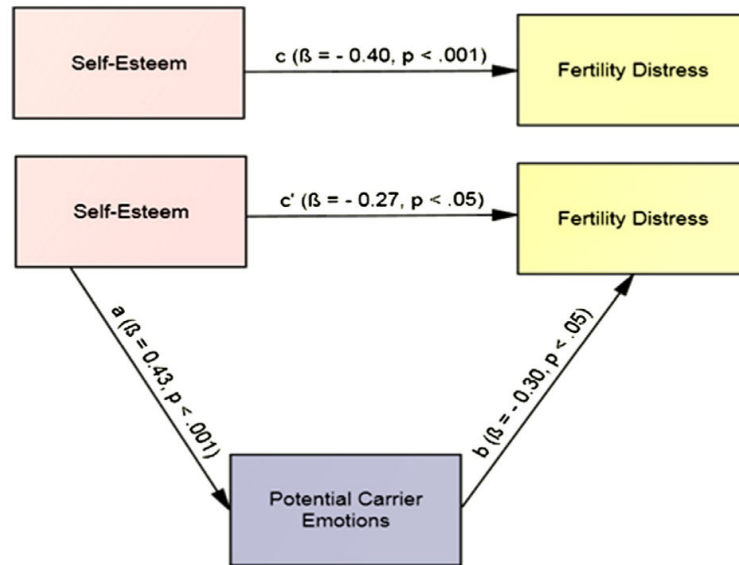 Self-Esteem
c (ß = - 0.40, p < .001)
Fertility Distress
Self-Esteem
c' (ß = - 0.27, p < .05)
Fertility Distress
a (ß = 0.43, p < .001)
b (ß = - 0.30, p < .05)
Potential Carrier
Emotions